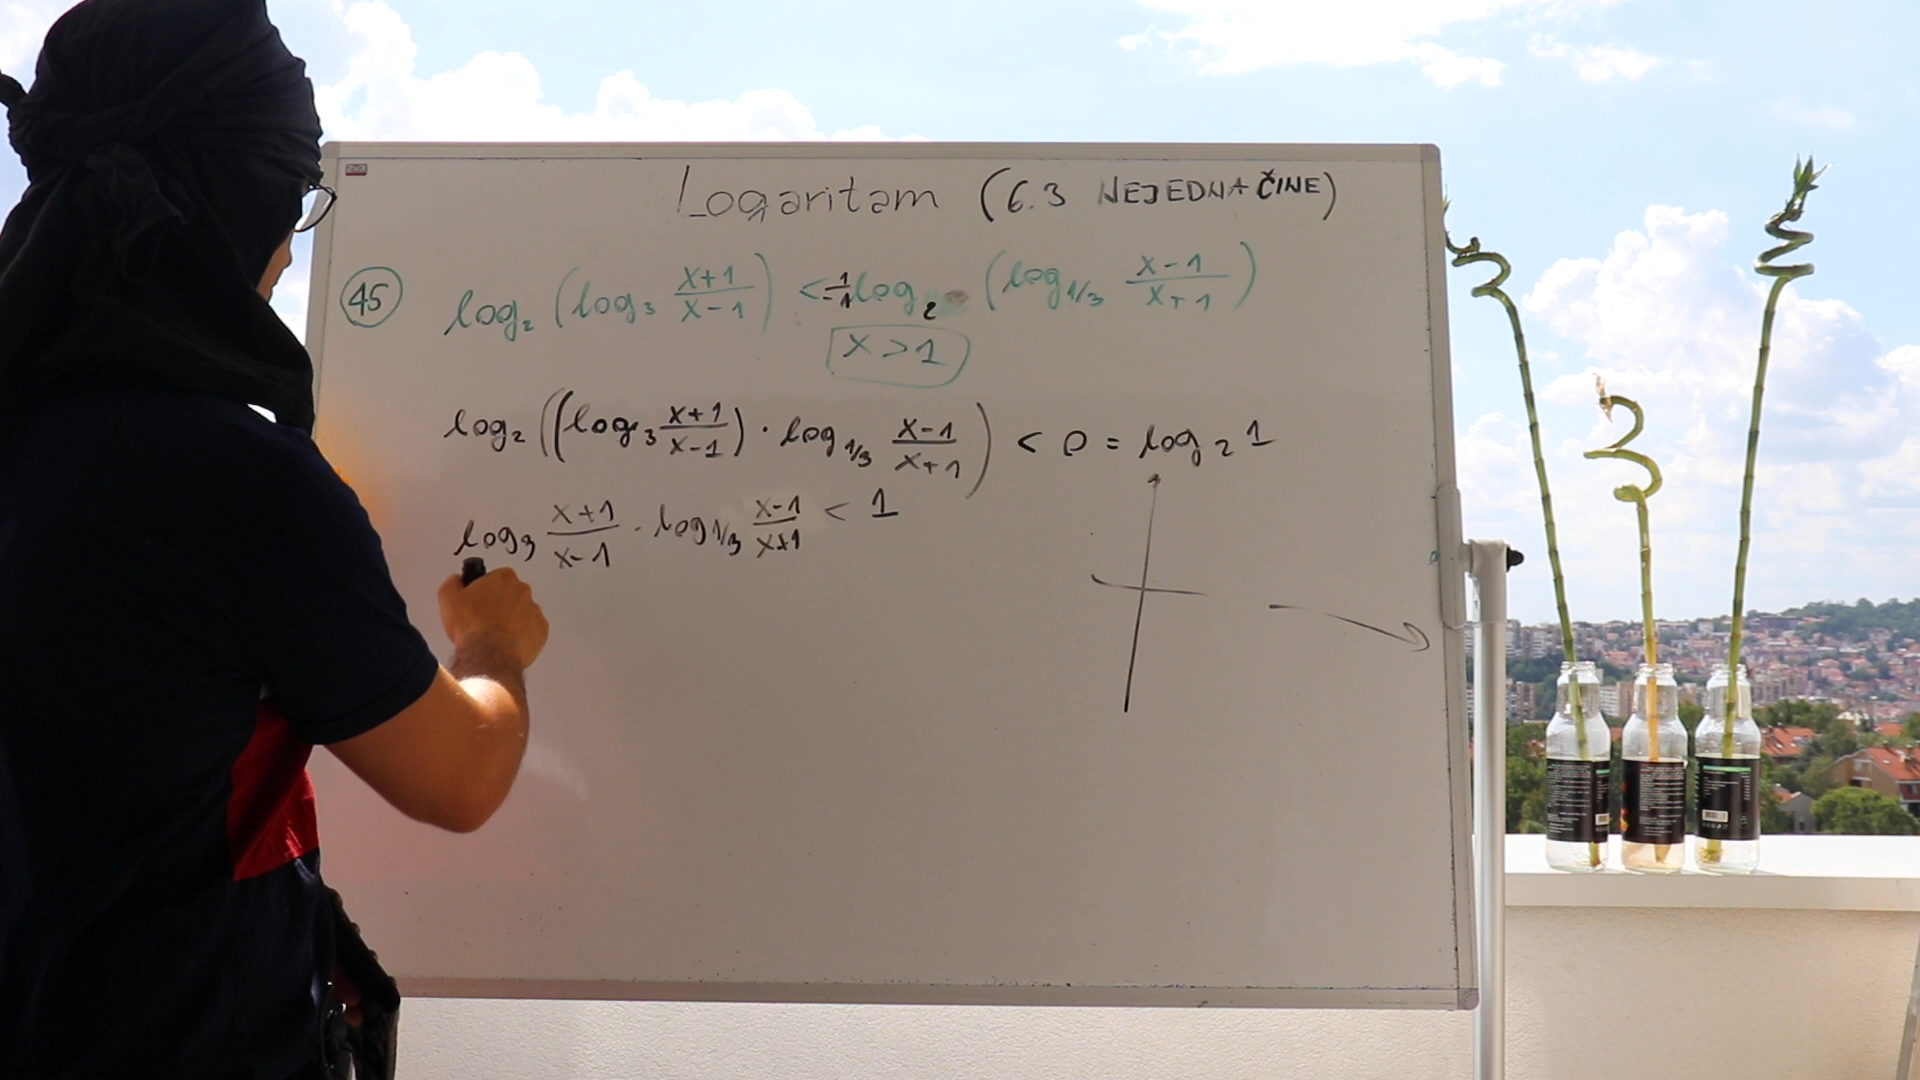 Logaritam (6.3 NEJEDNAČINE)
45 log₂ (log₃ (x+1)/(x-1)) < 1/-1 log₂ (log₁/₃ (x-1)/(x+1))
x > 1
log₂ ((log₃ (x+1)/(x-1)) · log₁/₃ (x-1)/(x+1)) < 0 = log₂ 1
log₃ (x+1)/(x-1) · log₁/₃ (x-1)/(x+1) < 1